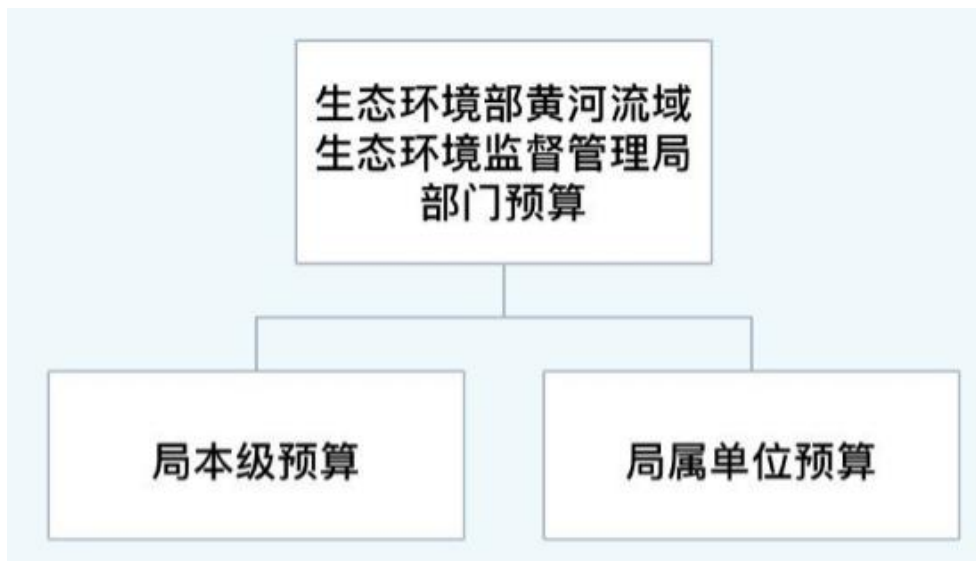 生态环境部黄河流域
生态环境监督管理局
部门预算
局本级预算
局属单位预算